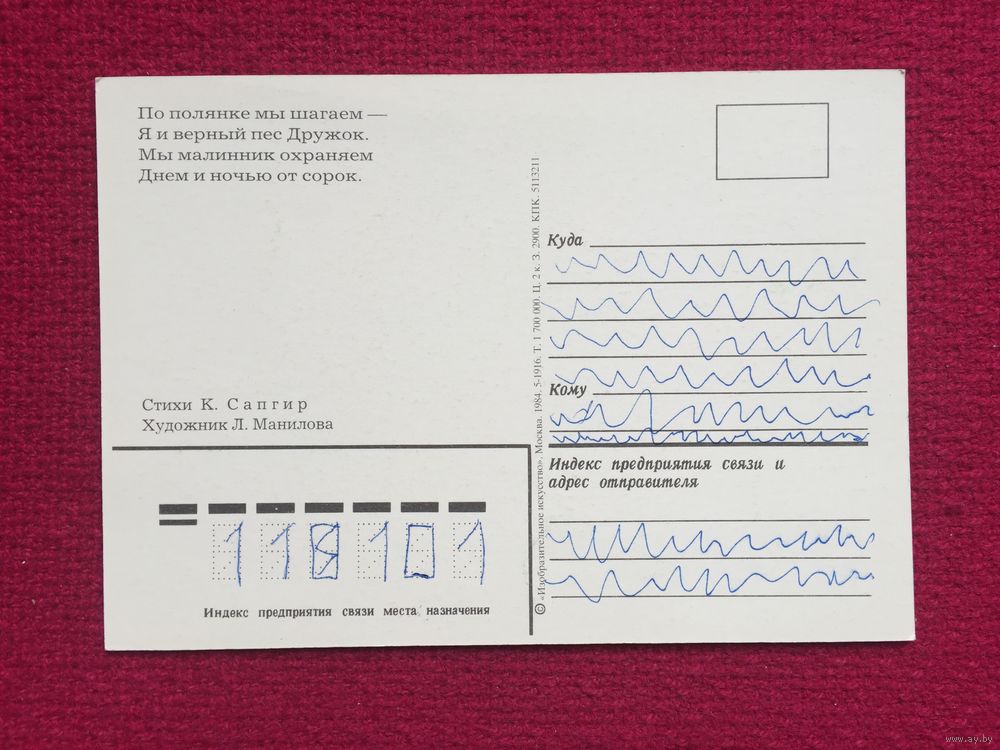 По полянке мы шагаем —
Я и верный пес Дружок.
Мы малинник охраняем
Днем и ночью от сорок.
Стихи К. Сапгир
Художник Л. Манилова
118101
Индекс предприятия связи места назначения
© «Изобразительное искусство». Москва. 1984. 5-1916. Т. 1 700 000. Ц. 2 к. З. 2900. КПК. 5113211
Куда
Кому
Индекс предприятия связи и
адрес отправителя
www.ay.by